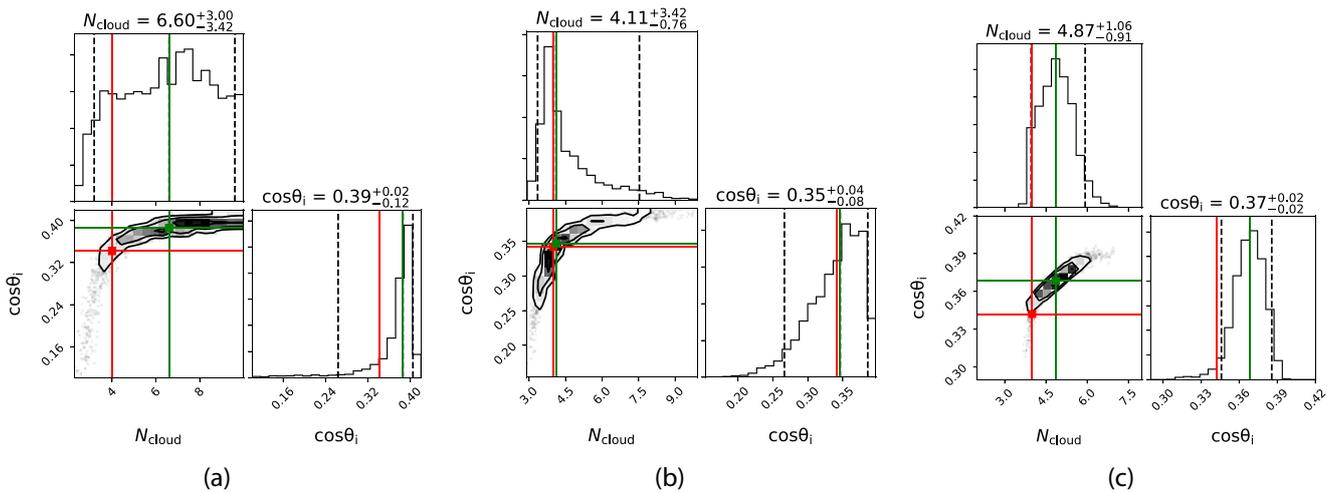 N_cloud = 6.60^{+3.00}_{-3.42}
cosθ_i = 0.39^{+0.02}_{-0.12}
cosθ_i
0.40
0.32
0.24
0.16
4 6 8
N_cloud
0.16 0.24 0.32 0.40
cosθ_i
(a)
N_cloud = 4.11^{+3.42}_{-0.76}
cosθ_i = 0.35^{+0.04}_{-0.08}
cosθ_i
0.35
0.30
0.25
0.20
3.0 4.5 6.0 7.5 9.0
N_cloud
0.20 0.25 0.30 0.35
cosθ_i
(b)
N_cloud = 4.87^{+1.06}_{-0.91}
cosθ_i = 0.37^{+0.02}_{-0.02}
cosθ_i
0.42
0.39
0.36
0.33
0.30
3.0 4.5 6.0 7.5
N_cloud
0.30 0.33 0.36 0.39 0.42
cosθ_i
(c)